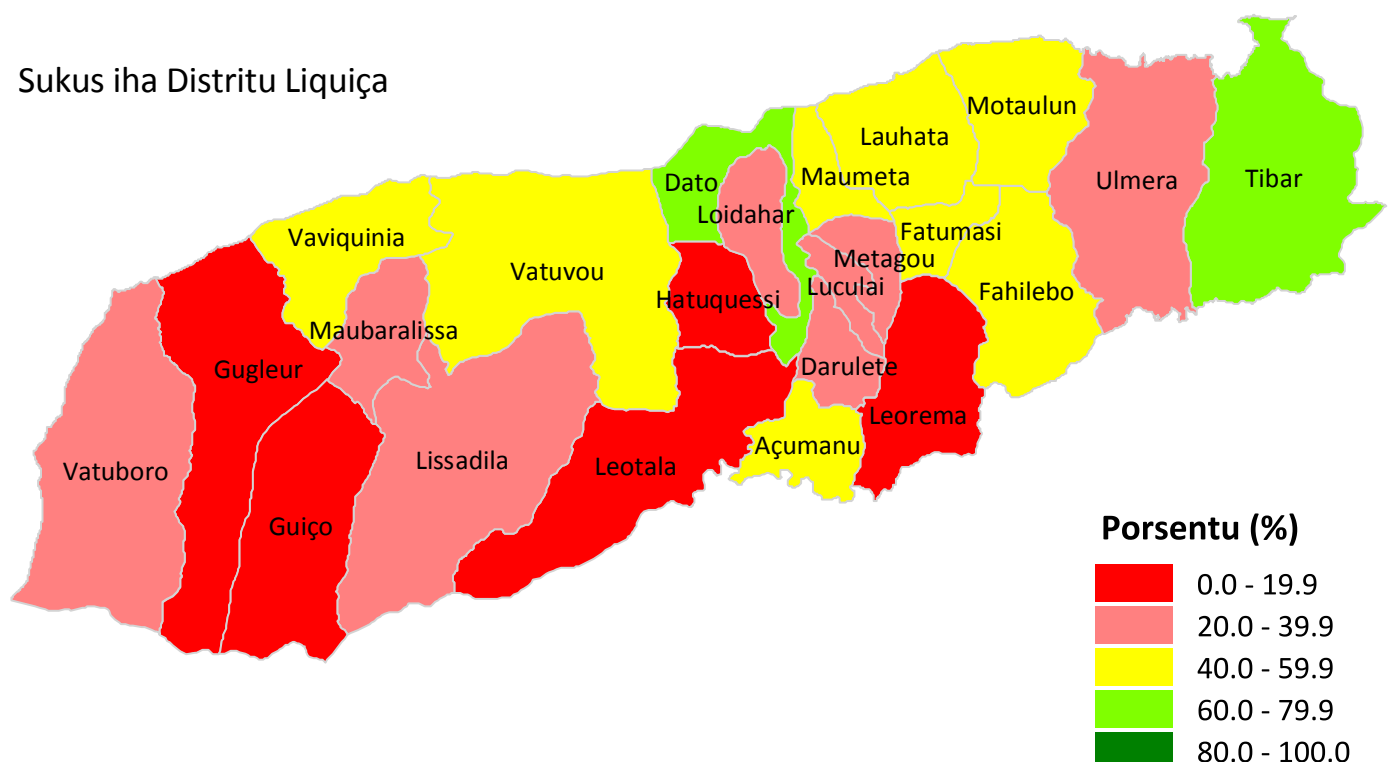 Sukus iha Distritu Liquiça
Motaulun
Lauhata
Maumeta
Dato
Ulmera
Tibar
Loidahar
Vaviquinia
Fatumasi
Metagou
Vatuvou
Luculai
Fahilebo
Hatuquessi
Maubaralissa
Gugleur
Darulete
Leorema
Açumanu
Vatuboro
Lissadila
Leotala
Guiço
Porsentu (%)
0.0 - 19.9
20.0 - 39.9
40.0 - 59.9
60.0 - 79.9
80.0 - 100.0